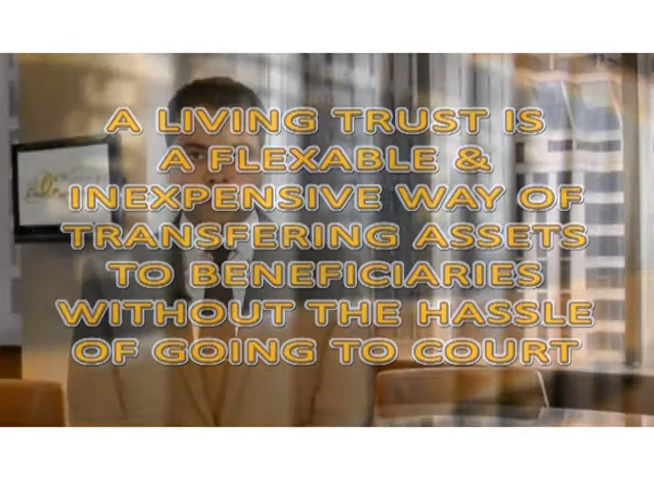 A LIVING TRUST IS
A FLEXABLE &
INEXPENSIVE WAY OF
TRANSFERING ASSETS
TO BENEFICIARIES
WITHOUT THE HASSLE
OF GOING TO COURT